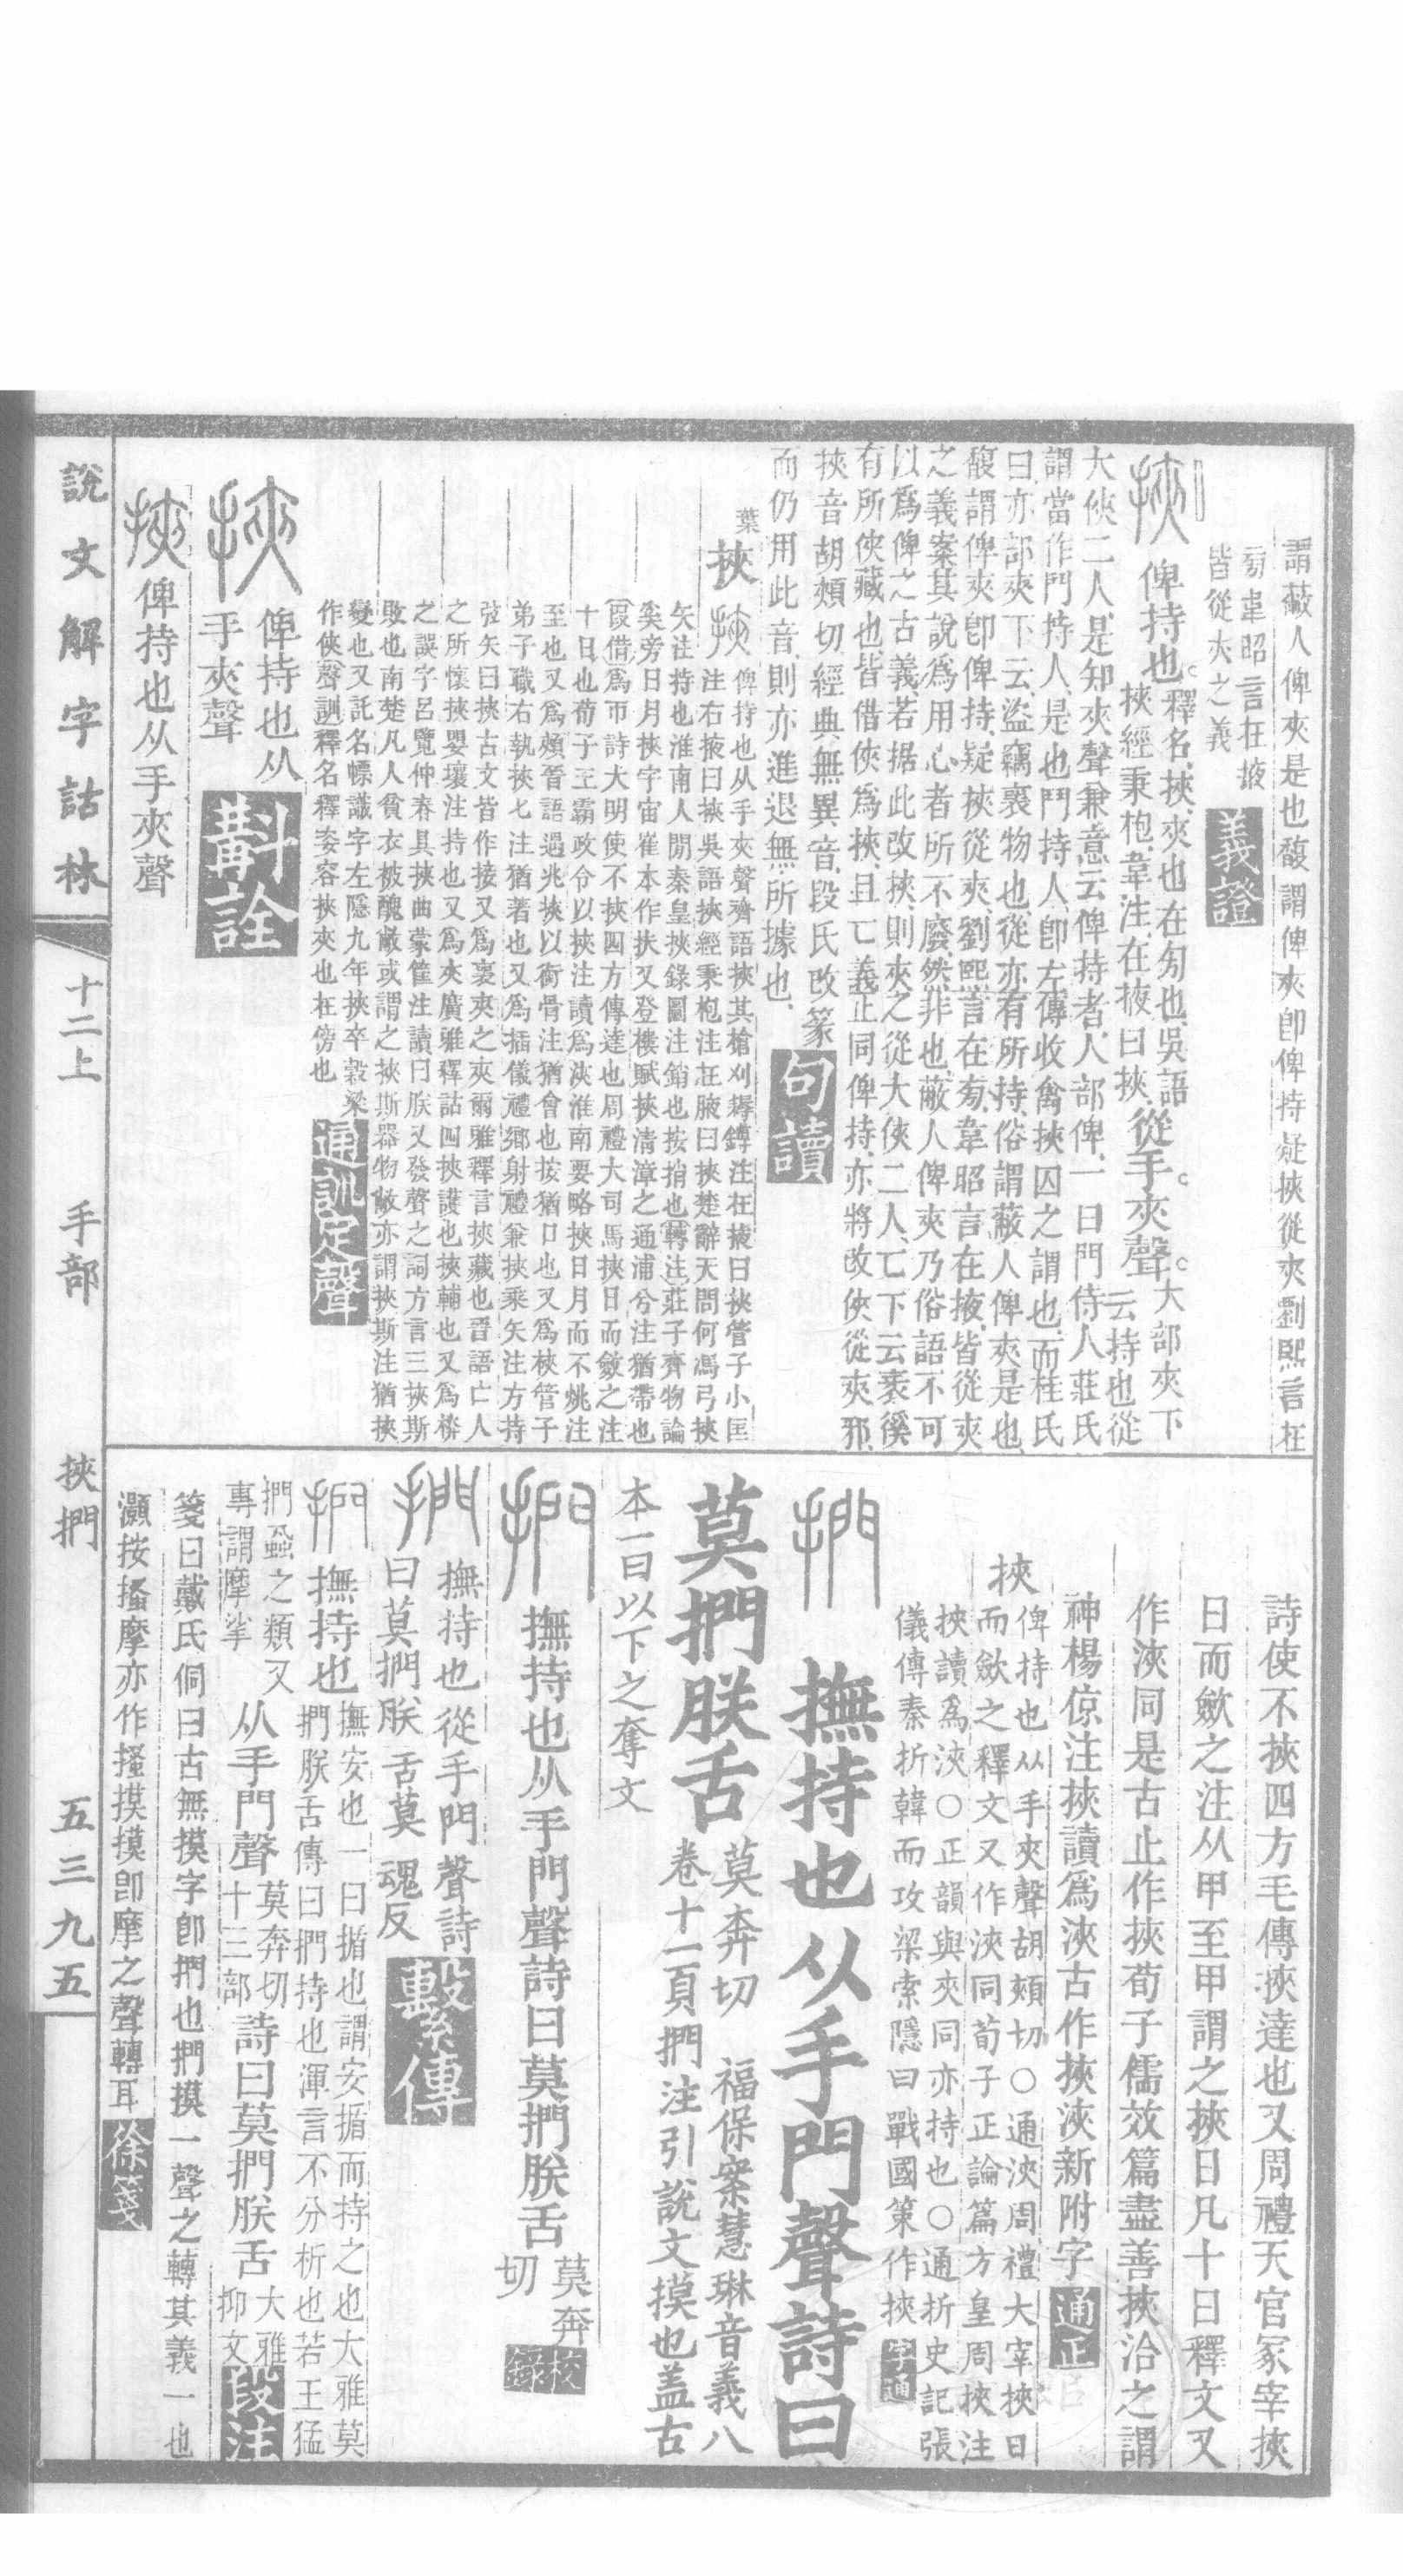 謂蔽人俾夾是也馥謂俾夾卽俾持疑挾從夾劉熙言在
㫄韋昭言在掖
皆從夾之義
義證
俾持也。釋名、挾、夾也在㫄也、吳語
挾經秉枹、韋注、在掖曰挾、從手。夾聲。大部夾下
云持也從
大俠二人、是知夾聲兼意、云俾持者、人部俾、一曰門侍人、莊氏
謂當作門持人、是也、門持人、卽左傳收禽挾囚之謂也、而桂氏
曰、亦部夾下云、盜竊褱物也、從亦有所持、俗謂蔽人俾夾是也
馥謂俾夾卽俾持、疑挾從夾、劉熙言在㫄、韋昭言在掖、皆從夾
之義、案其說爲用心者所不廢、然非也、蔽人俾夾乃俗語、不可
以爲俾之古義、若据此改挾、則夾之從大俠二人、亡下云、袤徯
有所俠藏也、皆借俠爲挾、且亡義正同俾持、亦將改俠從夾邪、
挾音胡頰切、經典無異音、段氏改篆
而仍用此音、則亦進退無所據也、
句讀
葉
挾
俾持也从手夾聲齊語挾其槍刈耨鎛注在掖曰挾管子小匡
注右掖曰挾吳語挾經秉枹注在腋曰挾楚辭天問何馮弓挾
矢注持也淮南人閒秦皇挾錄圖注銷也按捎也轉注莊子齊物論
奚旁日月挾宇宙崔本作扶又登樓賦挾清漳之通浦兮注猶帶也
叚借爲帀詩大明使不挾四方傳達也周禮大司馬挾日而斂之注
十日也荀子王霸政令以挾注讀爲浹淮南要略挾日月而不烑注
至也又爲頰晉語遇兆挾以銜骨注猶會也按猶口也又爲梜管子
弟子職右執挾匕注猶著也又爲插儀禮鄉射禮兼挾乘矢注方持
弦矢曰挾古文皆作接又爲褱夾之夾爾雅釋言挾藏也晉語亡人
之所懷挾嬰壤注持也又爲夾廣雅釋詁四挾護也挾輔也又爲㭘
之誤字呂覽仲春具挾曲蒙筐注讀曰朕又發聲之詞方言三挾斯
敗也南楚凡人貧衣被醜敝或謂之挾斯器物敝亦謂挾斯注猶挾
變也又託名幖識字左隱九年挾卒穀梁
作俠聲訓釋名釋姿容挾夾也在傍也
通訓定聲
俾持也从
手夾聲
斠詮
俾持也从手夾聲
詩使不挾四方毛傳挾達也又周禮天官冢宰挾
日而斂之注从甲至甲謂之挾日凡十日釋文又
作浹同是古止作挾荀子儒效篇盡善挾洽之謂
神楊倞注挾讀爲浹古作挾浹新附字
通正
挾
俾持也从手夾聲胡頰切○通浹周禮大宰挾日
而斂之釋文又作浹同荀子正論篇方皇周挾注
挾讀爲浹○正韻與夾同亦持也○通折史記張
儀傳秦折韓而攻梁索隱曰戰國策作挾
字通
撫持也从手門聲詩曰
莫捫朕舌
莫奔切 福保案慧琳音義八
卷十一頁捫注引說文摸也蓋古
本一曰以下之奪文
撫持也从手門聲詩曰莫捫朕舌
莫奔
切
校錄
撫持也從手門聲詩
曰莫捫朕舌莫魂反
繫傳
撫持也
撫安也一曰揗也謂安揗而持之也大雅莫
捫朕舌傳曰捫持也渾言不分析也若王猛
捫蝨之類又
專謂摩挲
从手門聲
莫奔切
十三部
詩曰莫捫朕舌
大雅
抑文
段注
箋曰戴氏侗曰古無摸字卽捫也捫摸一聲之轉其義一也
灝按搔摩亦作搔摸摸卽摩之聲轉耳
徐箋
說文解字詁林
十二上
手部
挾捫
五三九五